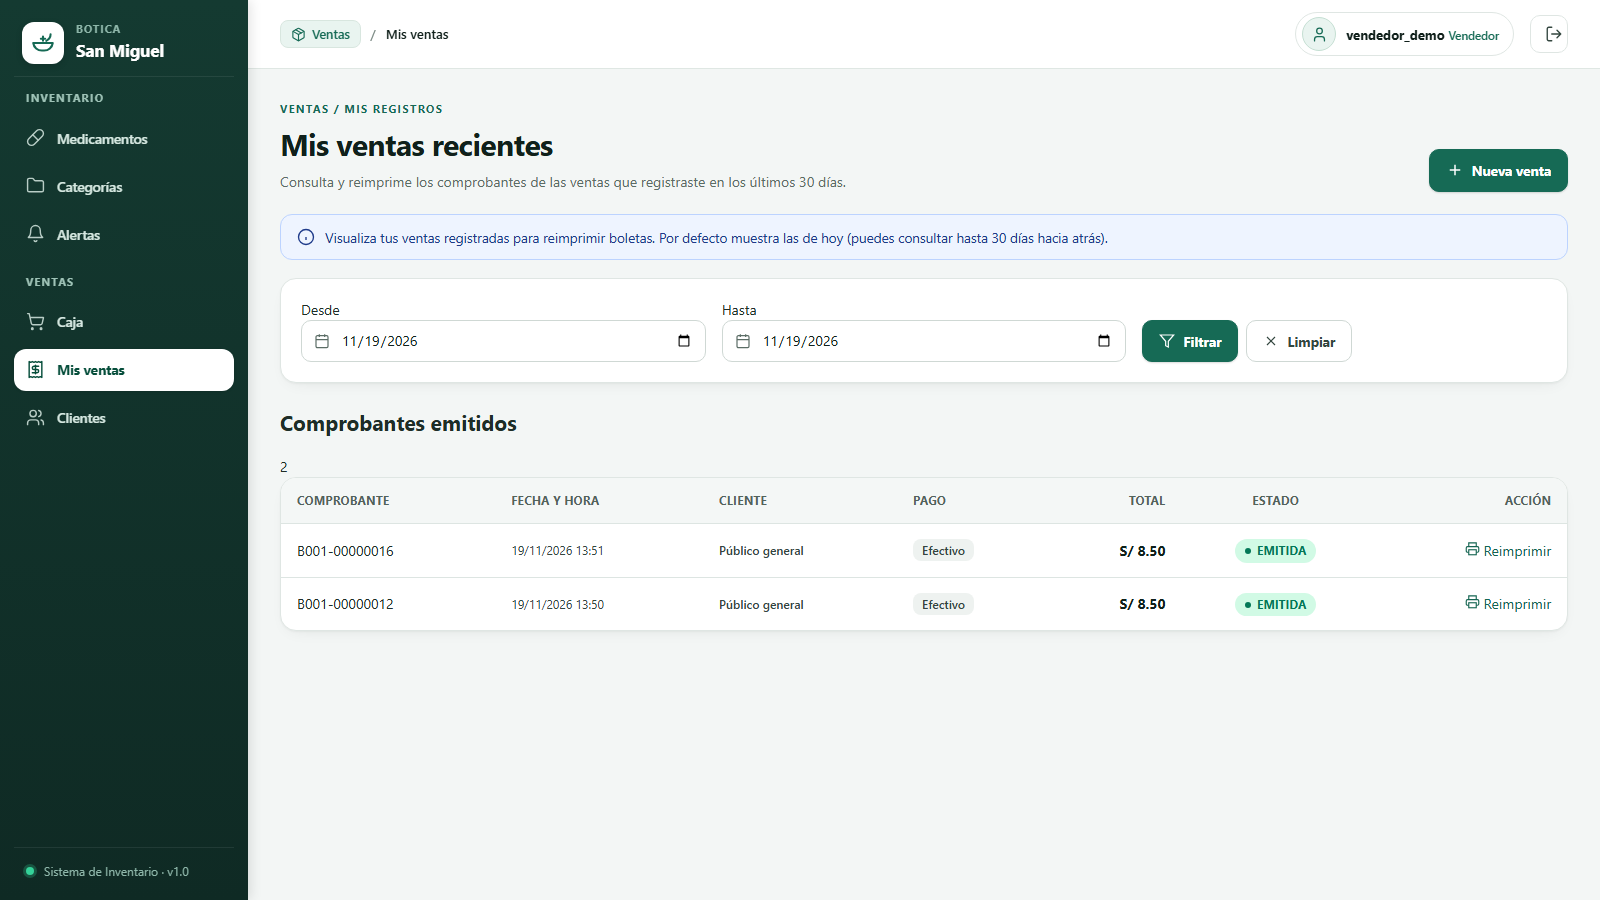 BOTICA
San Miguel
INVENTARIO
Medicamentos
Categorías
Alertas
VENTAS
Caja
Mis ventas
Clientes
Sistema de Inventario · v1.0
Ventas / Mis ventas
vendedor_demo Vendedor
VENTAS / MIS REGISTROS
Mis ventas recientes
Consulta y reimprime los comprobantes de las ventas que registraste en los últimos 30 días.
Nueva venta
Visualiza tus ventas registradas para reimprimir boletas. Por defecto muestra las de hoy (puedes consultar hasta 30 días hacia atrás).
Desde Hasta
11/19/2026 11/19/2026 Filtrar Limpiar
Comprobantes emitidos
2
COMPROBANTE FECHA Y HORA CLIENTE PAGO TOTAL ESTADO ACCIÓN
B001-00000016 19/11/2026 13:51 Público general Efectivo S/ 8.50 EMITIDA Reimprimir
B001-00000012 19/11/2026 13:50 Público general Efectivo S/ 8.50 EMITIDA Reimprimir